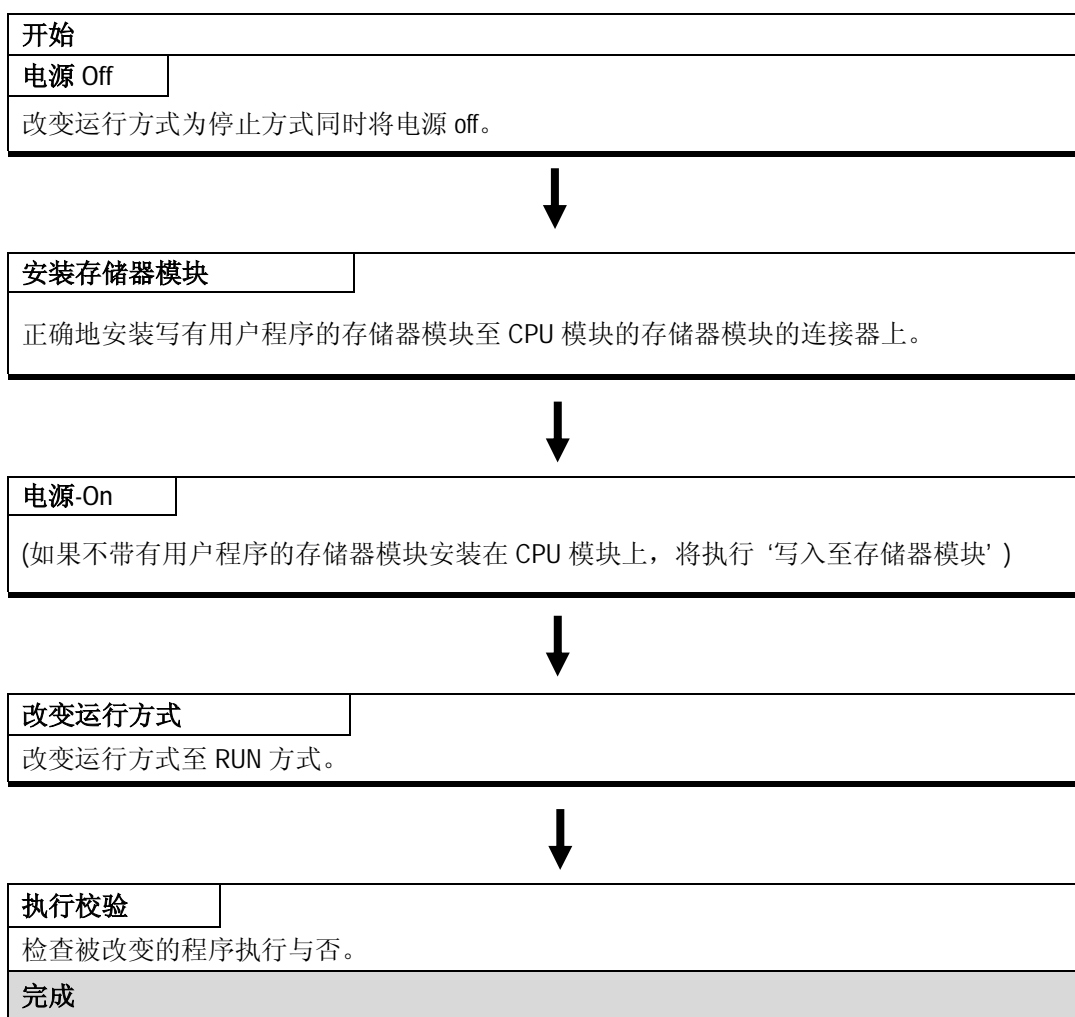 开始
电源 Off
改变运行方式为停止方式同时将电源 off。
安装存储器模块
正确地安装写有用户程序的存储器模块至 CPU 模块的存储器模块的连接器上。
电源-On
(如果不带有用户程序的存储器模块安装在 CPU 模块上，将执行 ‘写入至存储器模块’ )
改变运行方式
改变运行方式至 RUN 方式。
执行校验
检查被改变的程序执行与否。
完成